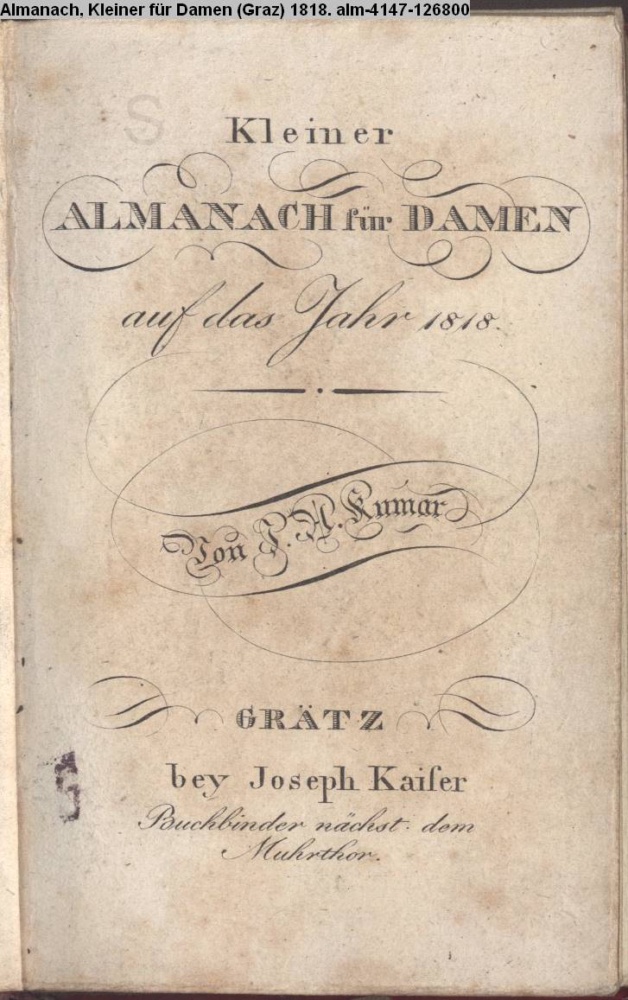 Almanach, Kleiner für Damen (Graz) 1818. alm-4147-126800
S
Kleiner
ALMANACH für DAMEN
auf das Jahr 1818.
Von J. A. Kumar
GRÄTZ
bey Joseph Kaiſer
Buchbinder nächst dem
Muhrthor.